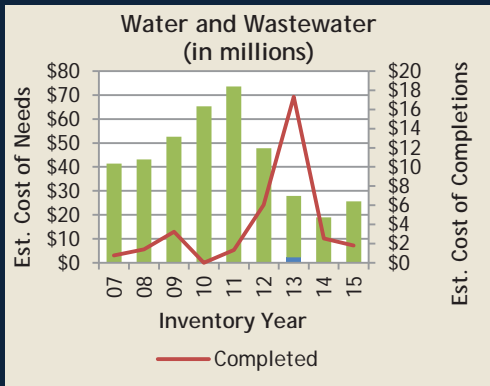 Water and Wastewater
(in millions)
Est. Cost of Needs
$80
$70
$60
$50
$40
$30
$20
$10
$0
$20
$18
$16
$14
$12
$10
$8
$6
$4
$2
$0
Est. Cost of Completions
07 08 09 10 11 12 13 14 15
Inventory Year
Completed